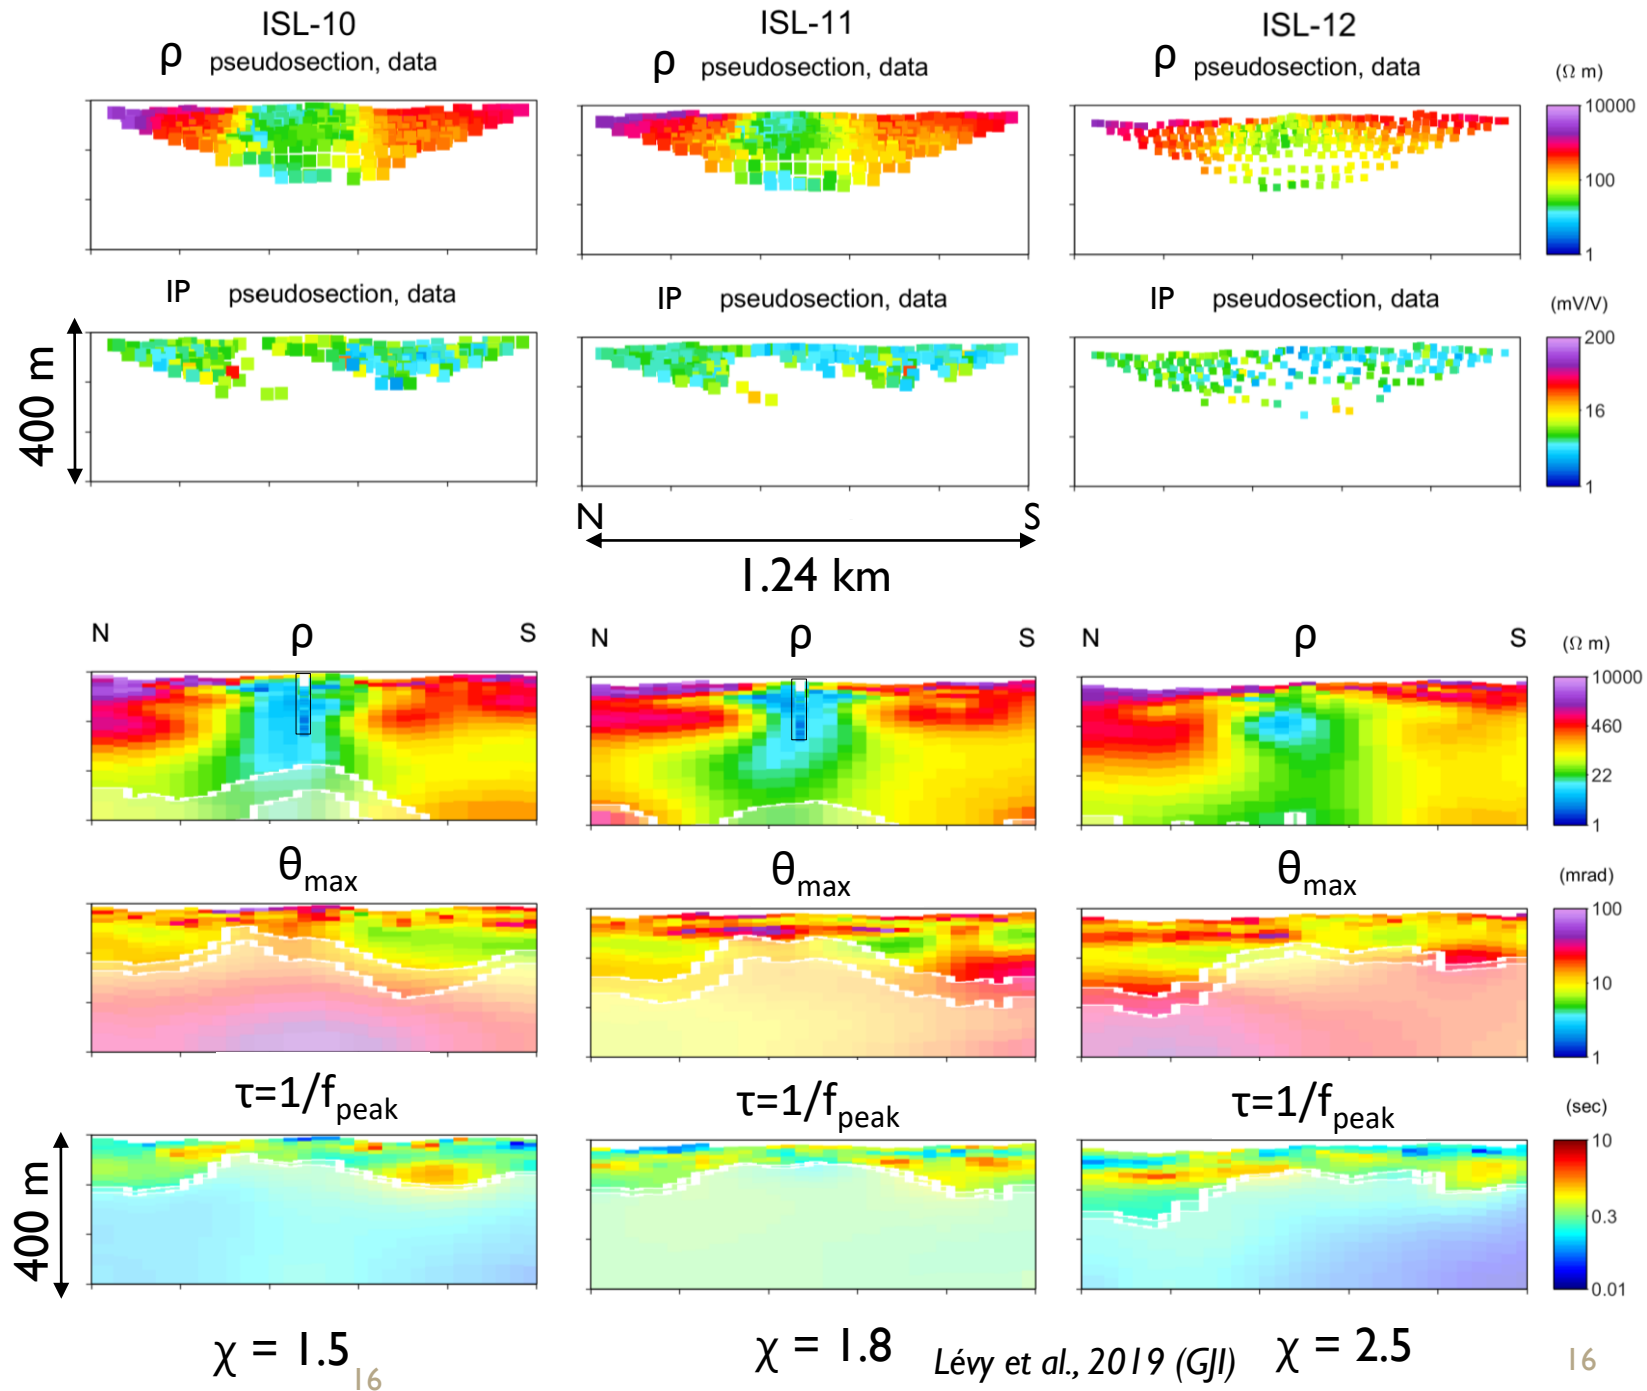 ISL-10 ISL-11 ISL-12
ρ pseudosection, data ρ pseudosection, data ρ pseudosection, data (Ω m)
10000
100
1
IP pseudosection, data IP pseudosection, data IP pseudosection, data (mV/V)
200
16
1
400 m
N S
1.24 km
N ρ S N ρ S N ρ S (Ω m)
10000
460
22
1
θmax θmax θmax (mrad)
100
10
1
τ=1/fpeak τ=1/fpeak τ=1/fpeak (sec)
10
0.3
0.01
400 m
χ = 1.5 χ = 1.8 Lévy et al., 2019 (GJI) χ = 2.5 16
16